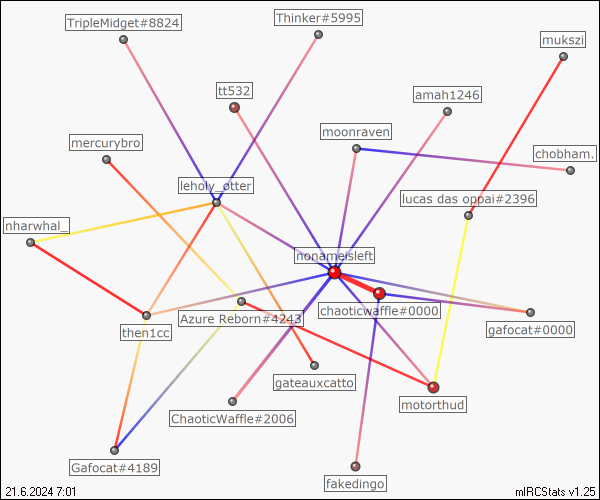 Thinker#5995
TripleMidget#8824
mukszi
tt532
amah1246
moonraven
mercurybro
chobham.
leholy_otter
lucas das oppai#2396
nharwhal_
nonameisleft
chaoticwaffle#0000
Azure Reborn#4243
gafocat#0000
then1cc
gateauxcatto
motorthud
ChaoticWaffle#2006
Gafocat#4189
fakedingo
21.6.2024 7:01
mIRCStats v1.25